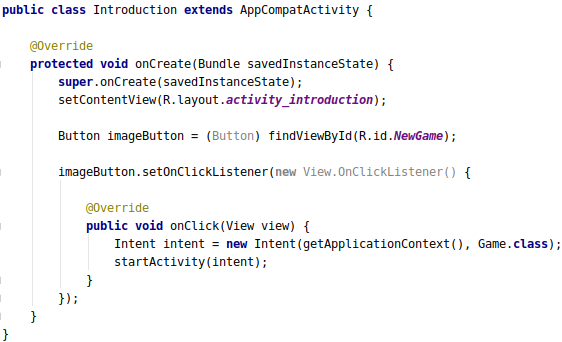 public class Introduction extends AppCompatActivity {
@Override
protected void onCreate(Bundle savedInstanceState) {
super.onCreate(savedInstanceState);
setContentView(R.layout.activity_introduction);
Button imageButton = (Button) findViewById(R.id.NewGame);
imageButton.setOnClickListener(new View.OnClickListener() {
@Override
public void onClick(View view) {
Intent intent = new Intent(getApplicationContext(), Game.class);
startActivity(intent);
}
});
}
}